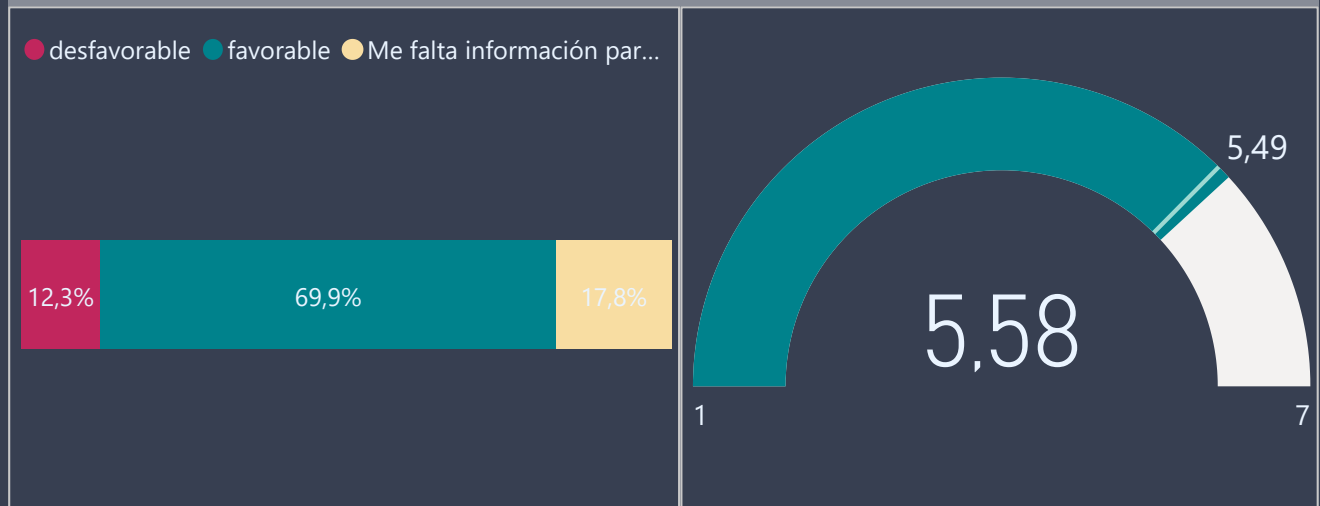 desfavorable favorable Me falta información par...
12,3% 69,9% 17,8%
5,49
5,58
1 7